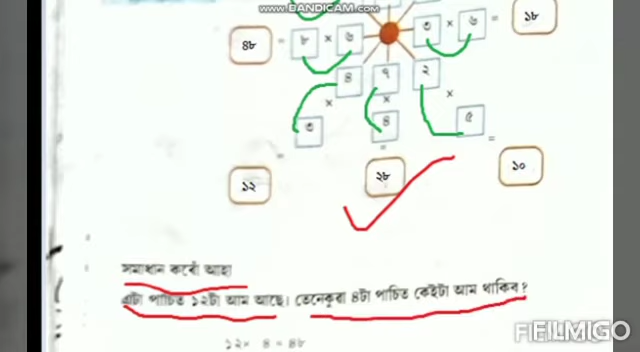 www.BANDICAM.COM
৪৮ = ৮ × ৬ ৩ × ৬ = ১৮
৪ ৭ ২
× × ×
৩ ৪ ৫
= = =
১২ ২৮ ১০
সমাধান কৰোঁ আহা
এটা পাচিত ১২টা আম আছে। তেনেকুৱা ৪টা পাচিত কেইটা আম থাকিব?
১২× ৪ = ৪৮
FILMIGO